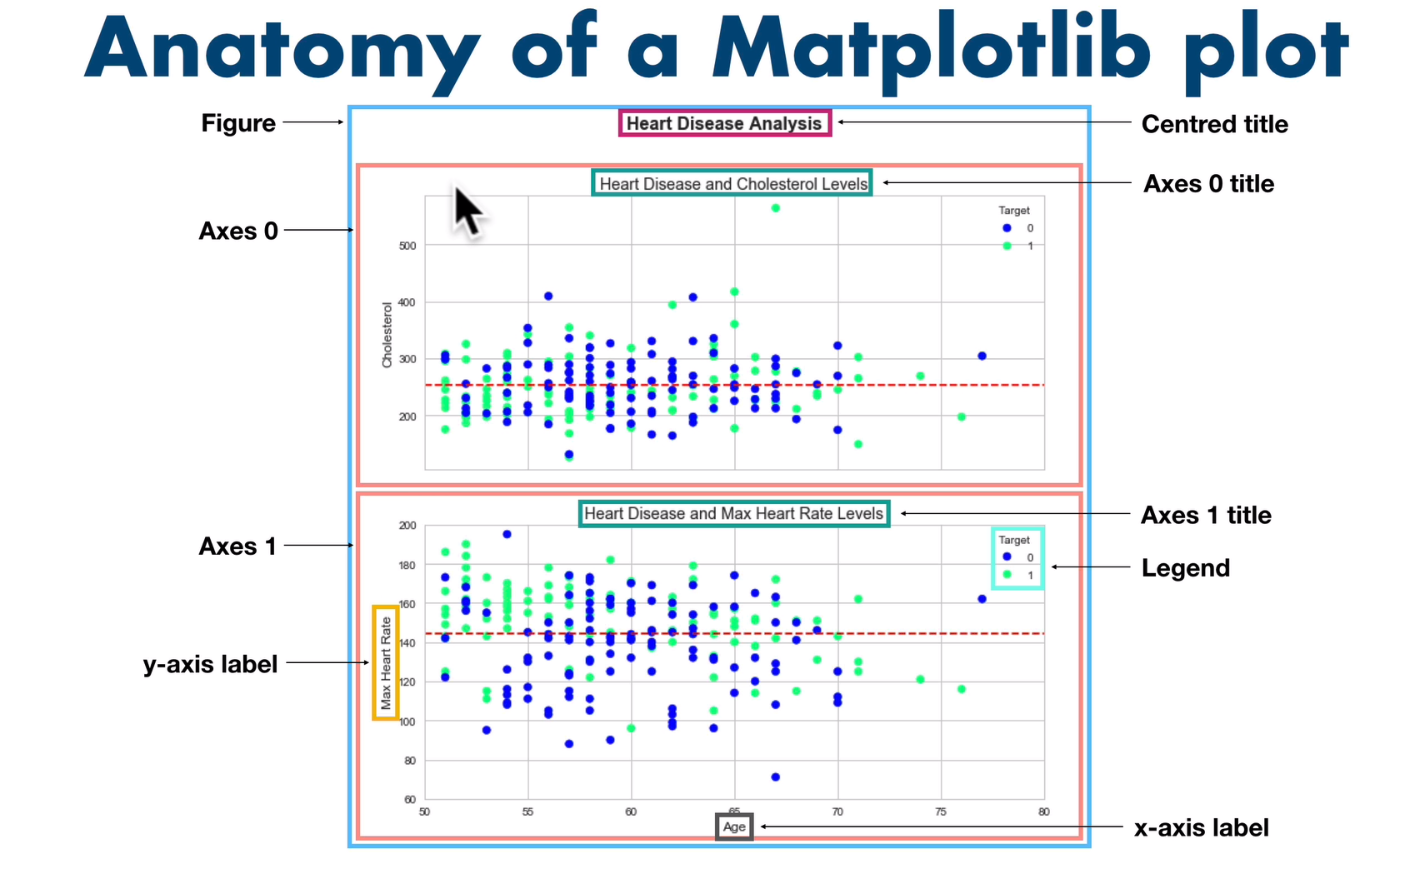 Anatomy of a Matplotlib plot
Figure
Heart Disease Analysis
Centred title
Heart Disease and Cholesterol Levels
Axes 0 title
Axes 0
Target
0
1
Cholesterol
500
400
300
200
Heart Disease and Max Heart Rate Levels
Axes 1 title
Axes 1
Target
0
1
Legend
y-axis label
Max Heart Rate
200
180
160
140
120
100
80
60
50 55 60 65 70 75 80
Age
x-axis label